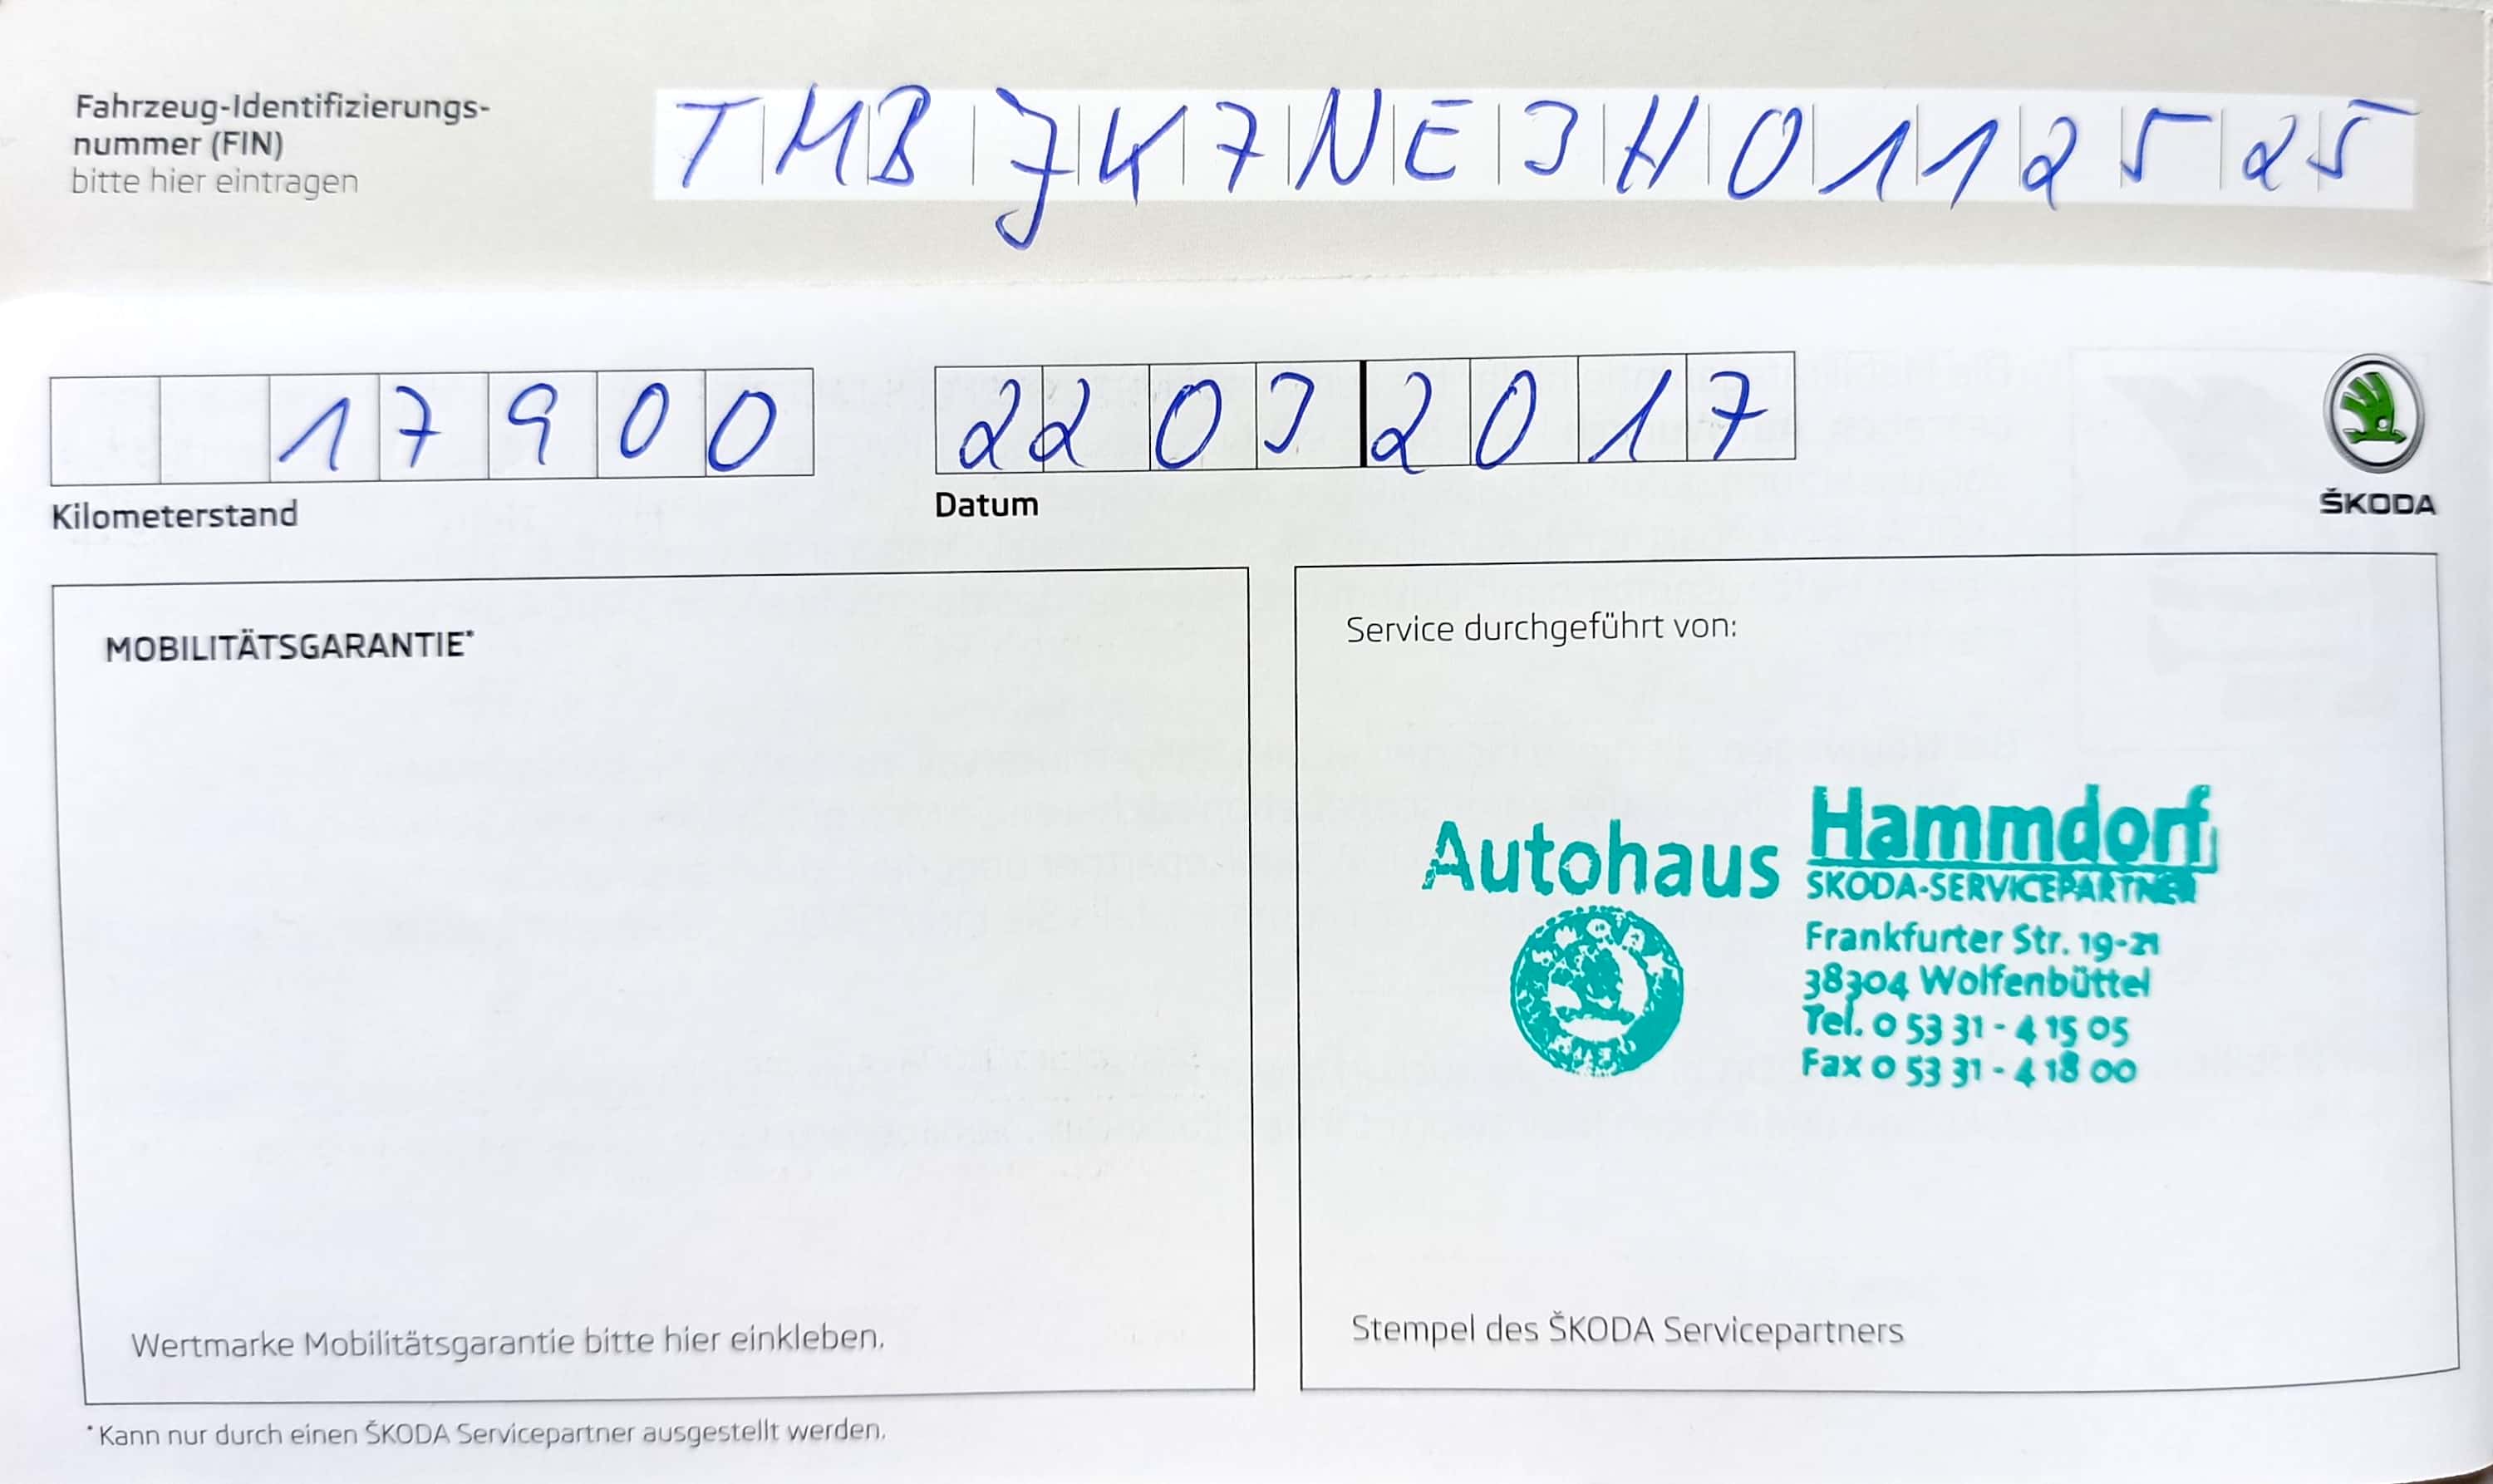 Fahrzeug-Identifizierungs-
nummer (FIN)
bitte hier eintragen
TMBJK7NE3H0112525
17900
Kilometerstand
22032017
Datum
ŠKODA
MOBILITÄTSGARANTIE*
Wertmarke Mobilitätsgarantie bitte hier einkleben.
Service durchgeführt von:
Autohaus Hammdorf
SKODA-SERVICEPARTNER
Frankfurter Str. 19-21
38304 Wolfenbüttel
Tel. 0 53 31 - 4 15 05
Fax 0 53 31 - 4 18 00
Stempel des ŠKODA Servicepartners
*Kann nur durch einen ŠKODA Servicepartner ausgestellt werden.